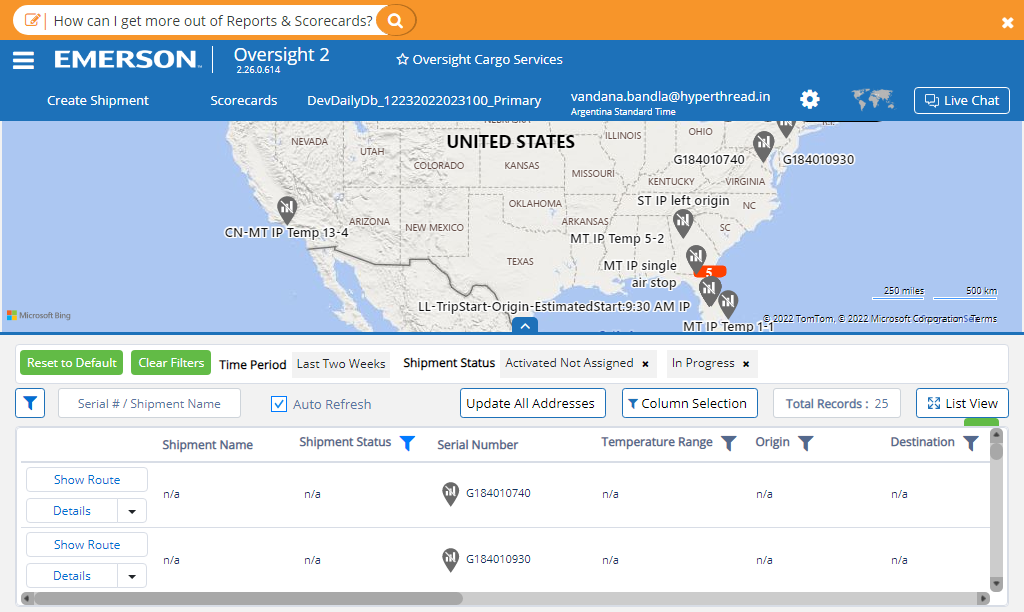 How can I get more out of Reports & Scorecards?
EMERSON
Oversight 2
2.26.0.614
Oversight Cargo Services
Create Shipment
Scorecards
DevDailyDb_12232022023100_Primary
vandana.bandla@hyperthread.in
Argentina Standard Time
Live Chat
NEVADA
UTAH
COLORADO
UNITED STATES
KANSAS
MISSOURI
ILLINOIS
OHIO
KENTUCKY
VIRGINIA
G184010740
G184010930
ST IP left origin
NC
OKLAHOMA
ARKANSAS
SC
CN-MT IP Temp 13-4
ARIZONA
NEW MEXICO
MT IP Temp 5-2
TEXAS
MT IP single
air stop
5
LL-TripStart-Origin-EstimatedStart:9:30 AM IP
MT IP Temp 1-1
250 miles
500 km
Microsoft Bing
© 2022 TomTom, © 2022 Microsoft Corporation
Terms
Reset to Default
Clear Filters
Time Period
Last Two Weeks
Shipment Status
Activated Not Assigned ×
In Progress ×
Serial # / Shipment Name
Auto Refresh
Update All Addresses
Column Selection
Total Records : 25
List View
Shipment Name
Shipment Status
Serial Number
Temperature Range
Origin
Destination
Show Route
Details
n/a
n/a
G184010740
n/a
n/a
n/a
Show Route
Details
n/a
n/a
G184010930
n/a
n/a
n/a